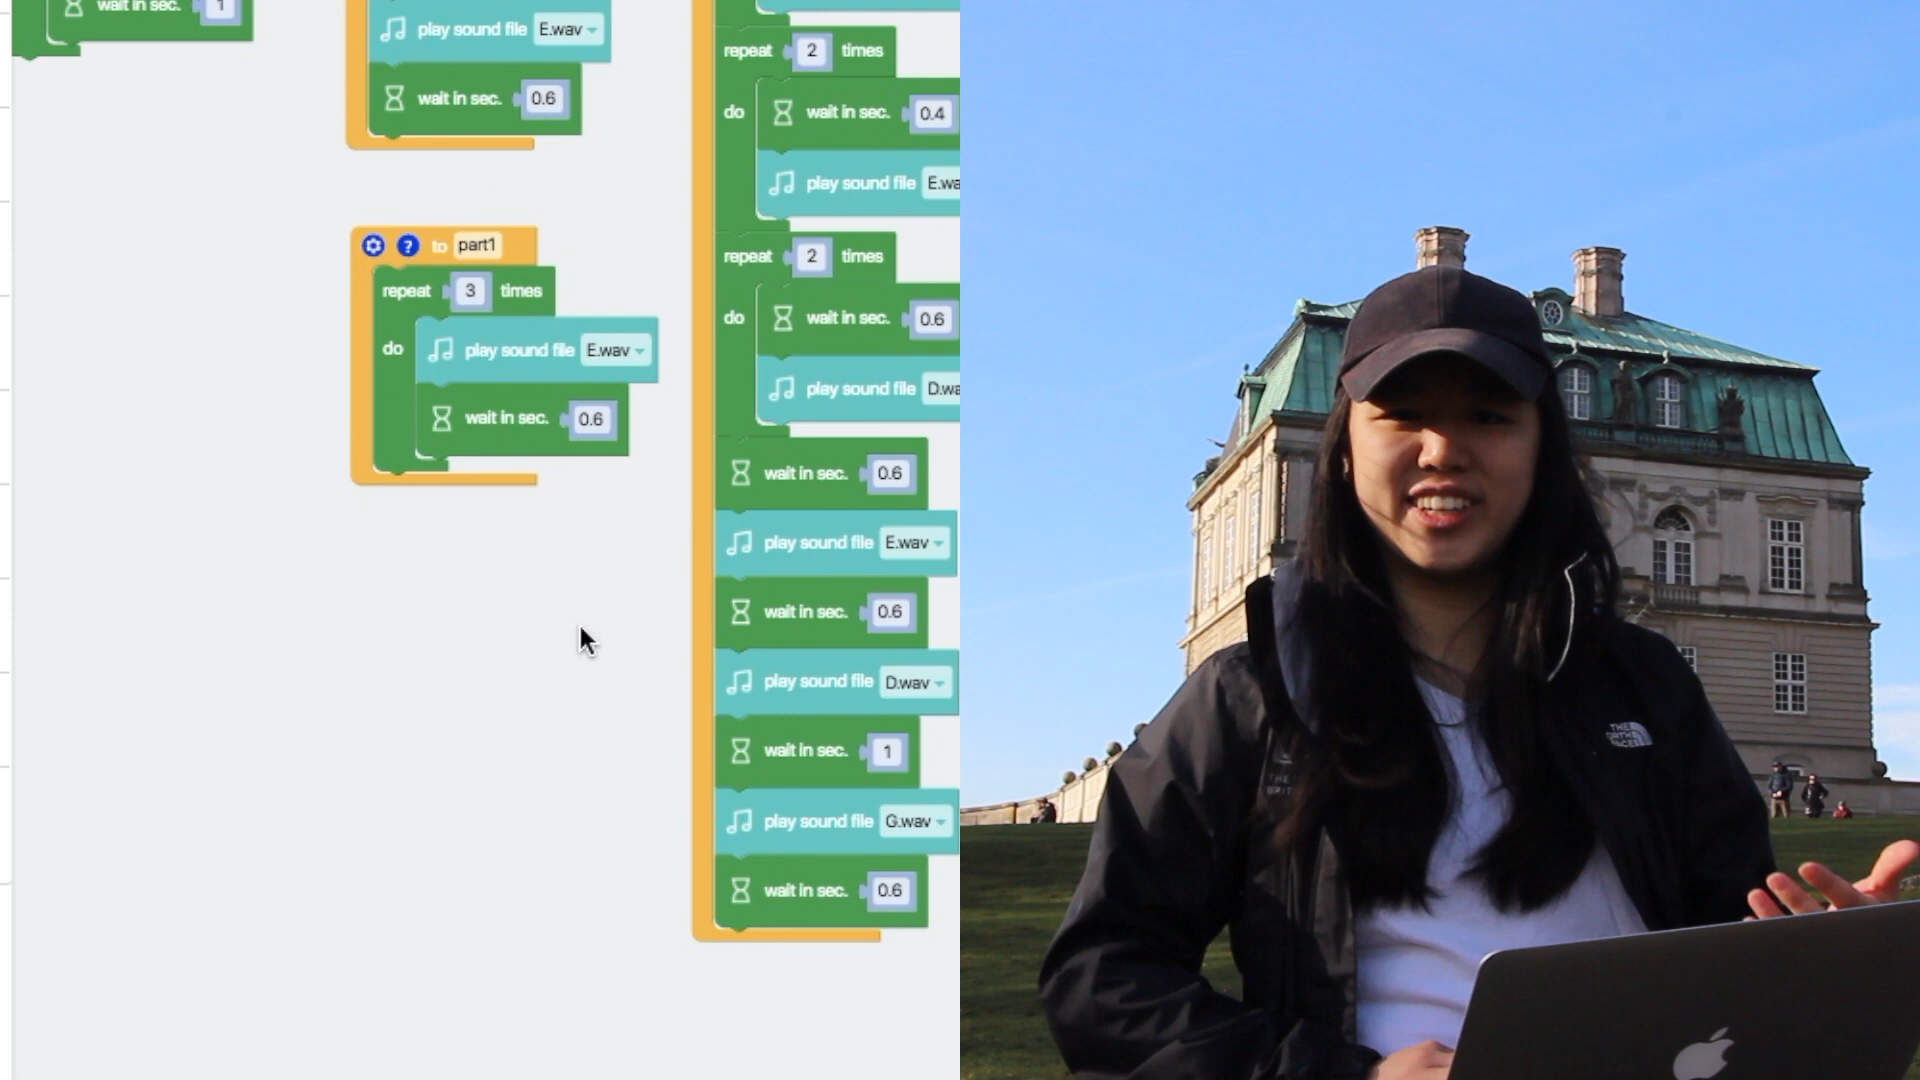 wait in sec. 1
play sound file E.wav
wait in sec. 0.6
? to part1
repeat 3 times
do play sound file E.wav
wait in sec. 0.6
repeat 2 times
do wait in sec. 0.4
play sound file E.wa
repeat 2 times
do wait in sec. 0.6
play sound file D.wa
wait in sec. 0.6
play sound file E.wav
wait in sec. 0.6
play sound file D.wav
wait in sec. 1
play sound file G.wav
wait in sec. 0.6
THE
NORTH
FACE